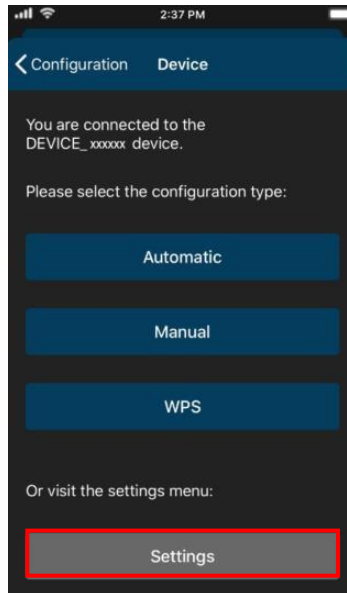 2:37 PM
Configuration Device
You are connected to the
DEVICE_xxxxxx device.
Please select the configuration type:
Automatic
Manual
WPS
Or visit the settings menu:
Settings